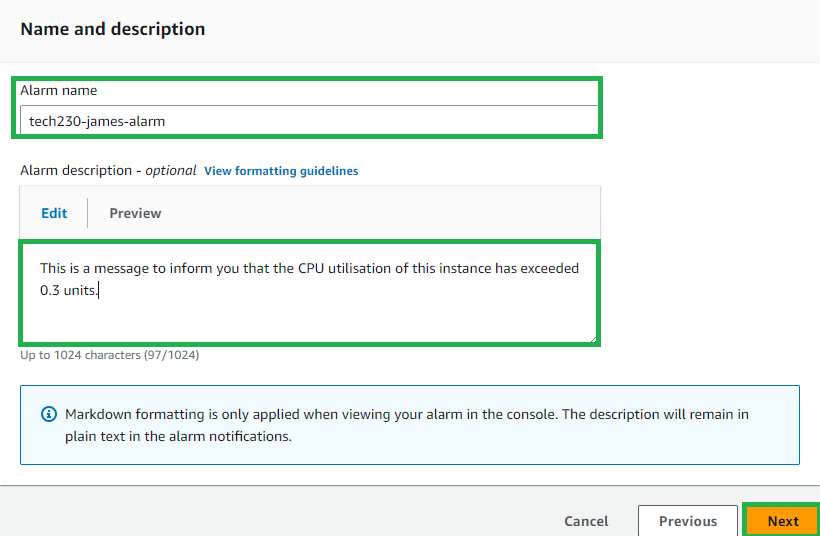 Name and description
Alarm name
tech230-james-alarm
Alarm description - optional View formatting guidelines
Edit Preview
This is a message to inform you that the CPU utilisation of this instance has exceeded
0.3 units.
Up to 1024 characters (97/1024)
Markdown formatting is only applied when viewing your alarm in the console. The description will remain in
plain text in the alarm notifications.
Cancel Previous Next